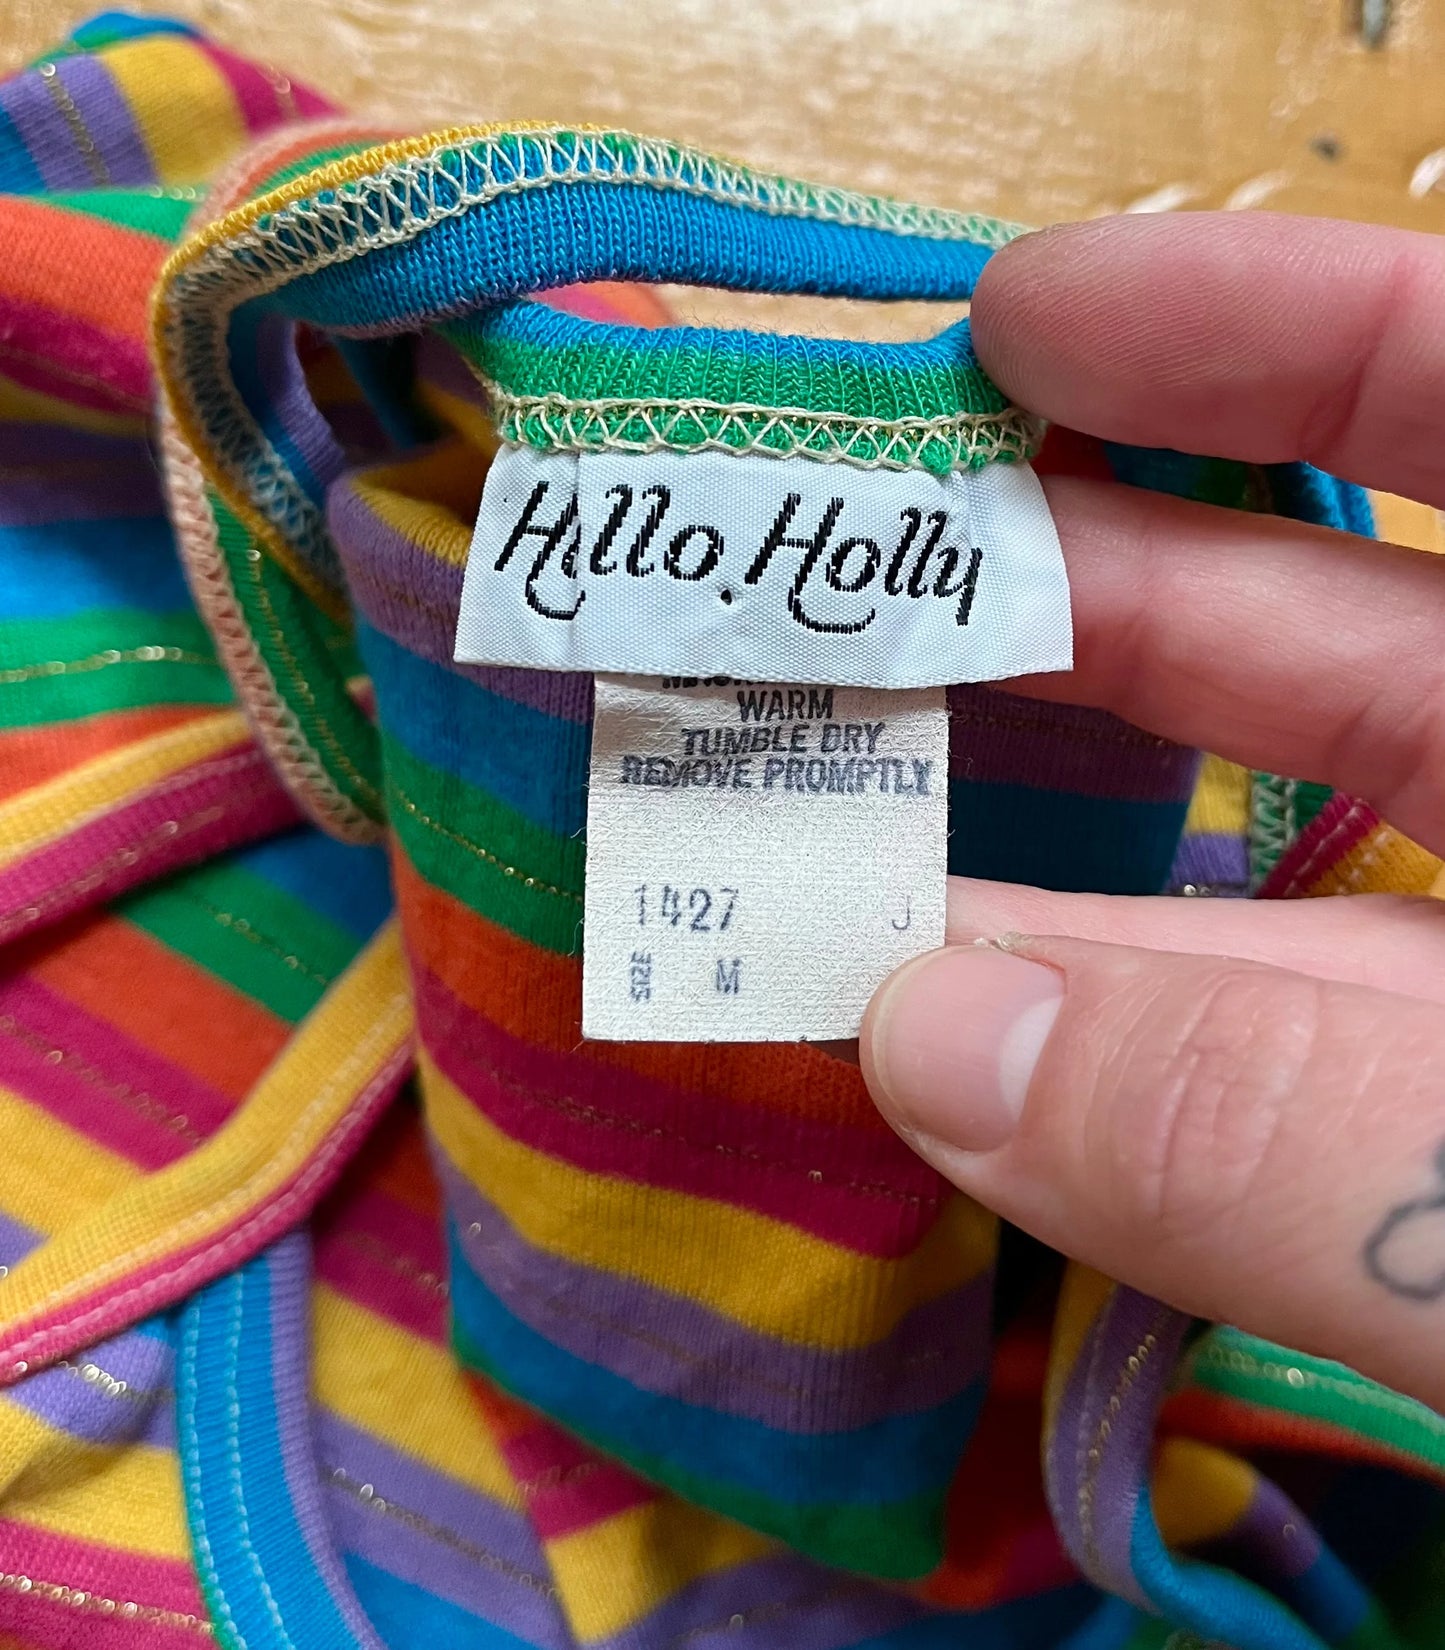 Hello, Holly
WARM
TUMBLE DRY
REMOVE PROMPTLY
1427 J
SIZE M